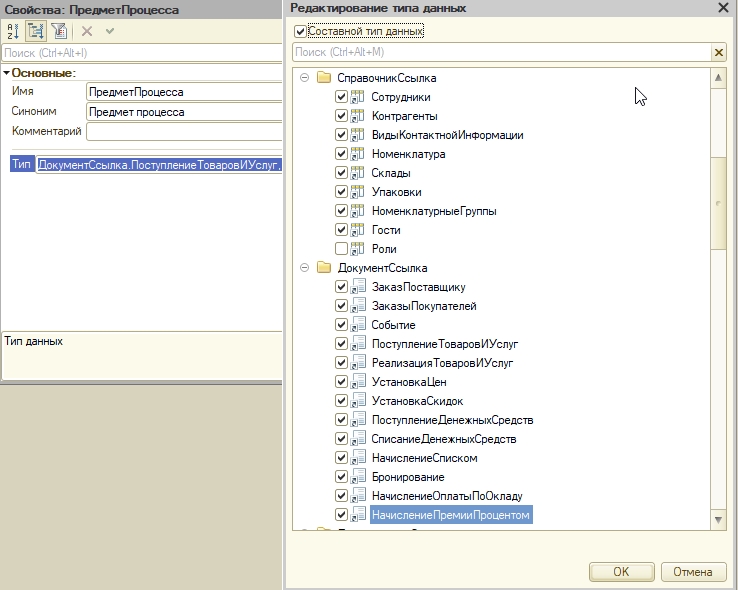 Свойства: ПредметПроцесса
Поиск (Ctrl+Alt+I)
Основные:
Имя
ПредметПроцесса
Синоним
Предмет процесса
Комментарий
Тип
ДокументСсылка.ПоступлениеТоваровИУслуг,
Тип данных
Редактирование типа данных
Составной тип данных
Поиск (Ctrl+Alt+M)
СправочникСсылка
Сотрудники
Контрагенты
ВидыКонтактнойИнформации
Номенклатура
Склады
Упаковки
НоменклатурныеГруппы
Гости
Роли
ДокументСсылка
ЗаказПоставщику
ЗаказыПокупателей
Событие
ПоступлениеТоваровИУслуг
РеализацияТоваровИУслуг
УстановкаЦен
УстановкаСкидок
ПоступлениеДенежныхСредств
СписаниеДенежныхСредств
НачислениеСписком
Бронирование
НачислениеОплатыПоОкладу
НачислениеПремииПроцентом
OK
Отмена